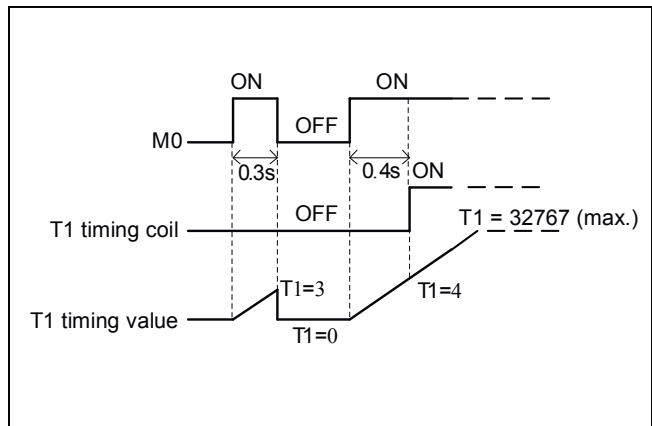 ON ON
M0 OFF
0.3s 0.4s ON
T1 timing coil OFF T1 = 32767 (max.)
T1=3 T1=4
T1 timing value T1=0